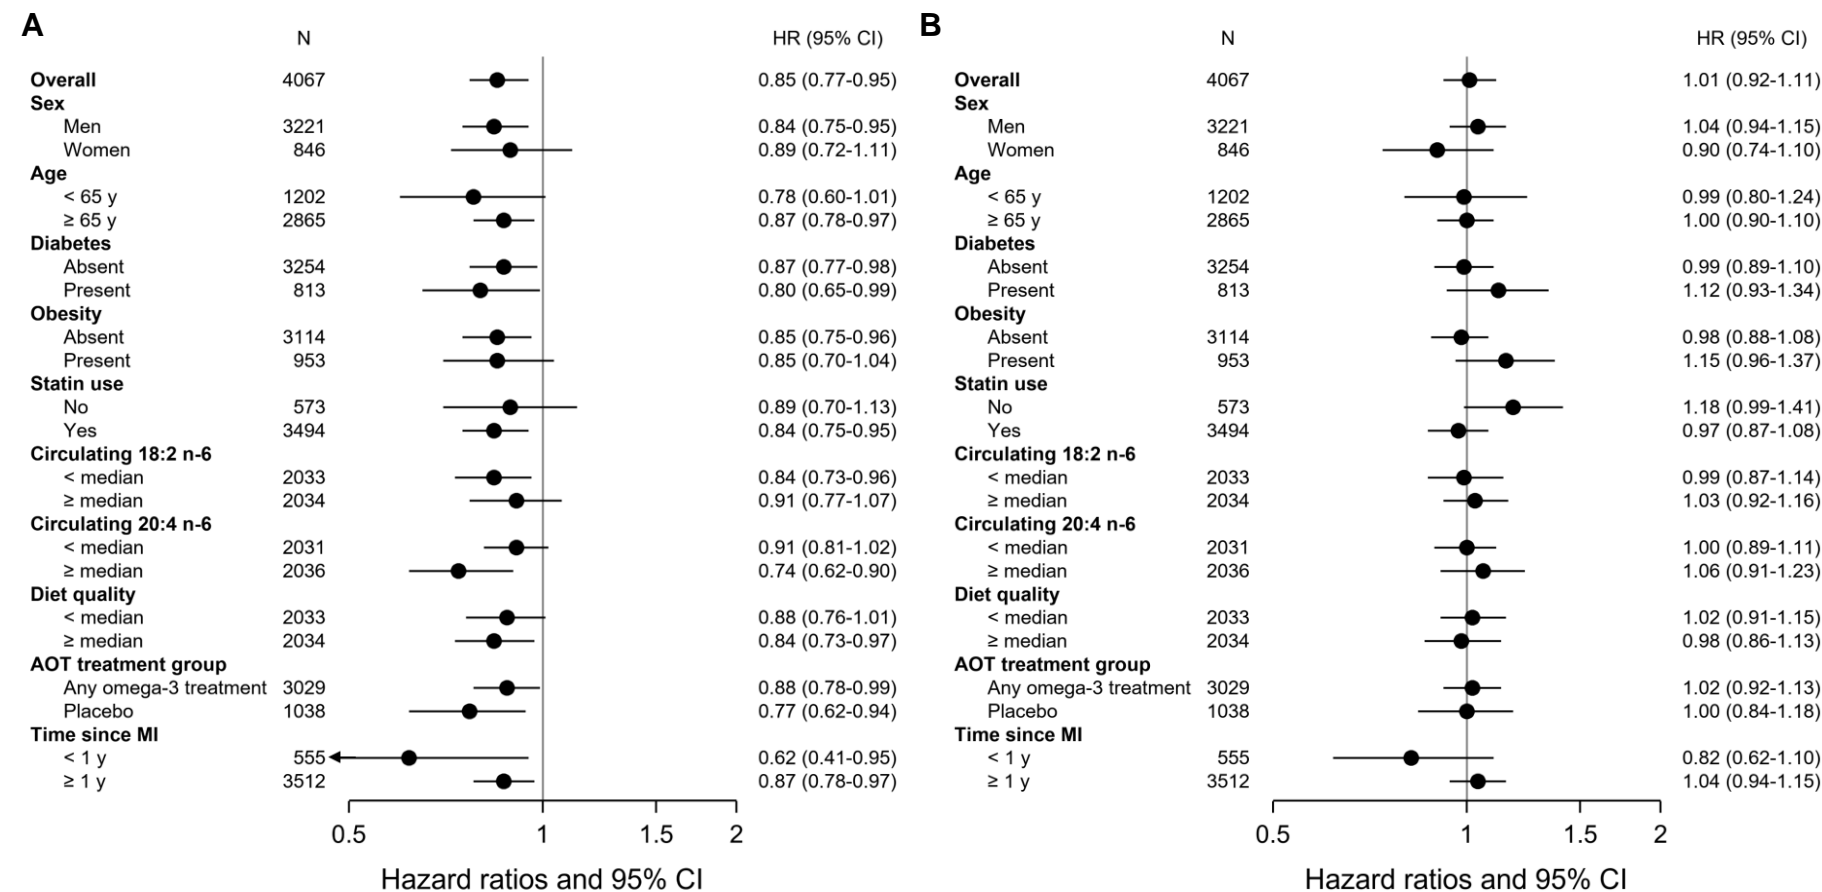 A
N HR (95% CI)
Overall 4067 0.85 (0.77-0.95)
Sex
Men 3221 0.84 (0.75-0.95)
Women 846 0.89 (0.72-1.11)
Age
< 65 y 1202 0.78 (0.60-1.01)
≥ 65 y 2865 0.87 (0.78-0.97)
Diabetes
Absent 3254 0.87 (0.77-0.98)
Present 813 0.80 (0.65-0.99)
Obesity
Absent 3114 0.85 (0.75-0.96)
Present 953 0.85 (0.70-1.04)
Statin use
No 573 0.89 (0.70-1.13)
Yes 3494 0.84 (0.75-0.95)
Circulating 18:2 n-6
< median 2033 0.84 (0.73-0.96)
≥ median 2034 0.91 (0.77-1.07)
Circulating 20:4 n-6
< median 2031 0.91 (0.81-1.02)
≥ median 2036 0.74 (0.62-0.90)
Diet quality
< median 2033 0.88 (0.76-1.01)
≥ median 2034 0.84 (0.73-0.97)
AOT treatment group
Any omega-3 treatment 3029 0.88 (0.78-0.99)
Placebo 1038 0.77 (0.62-0.94)
Time since MI
< 1 y 555 0.62 (0.41-0.95)
≥ 1 y 3512 0.87 (0.78-0.97)
0.5 1 1.5 2
Hazard ratios and 95% CI
B
N HR (95% CI)
Overall 4067 1.01 (0.92-1.11)
Sex
Men 3221 1.04 (0.94-1.15)
Women 846 0.90 (0.74-1.10)
Age
< 65 y 1202 0.99 (0.80-1.24)
≥ 65 y 2865 1.00 (0.90-1.10)
Diabetes
Absent 3254 0.99 (0.89-1.10)
Present 813 1.12 (0.93-1.34)
Obesity
Absent 3114 0.98 (0.88-1.08)
Present 953 1.15 (0.96-1.37)
Statin use
No 573 1.18 (0.99-1.41)
Yes 3494 0.97 (0.87-1.08)
Circulating 18:2 n-6
< median 2033 0.99 (0.87-1.14)
≥ median 2034 1.03 (0.92-1.16)
Circulating 20:4 n-6
< median 2031 1.00 (0.89-1.11)
≥ median 2036 1.06 (0.91-1.23)
Diet quality
< median 2033 1.02 (0.91-1.15)
≥ median 2034 0.98 (0.86-1.13)
AOT treatment group
Any omega-3 treatment 3029 1.02 (0.92-1.13)
Placebo 1038 1.00 (0.84-1.18)
Time since MI
< 1 y 555 0.82 (0.62-1.10)
≥ 1 y 3512 1.04 (0.94-1.15)
0.5 1 1.5 2
Hazard ratios and 95% CI